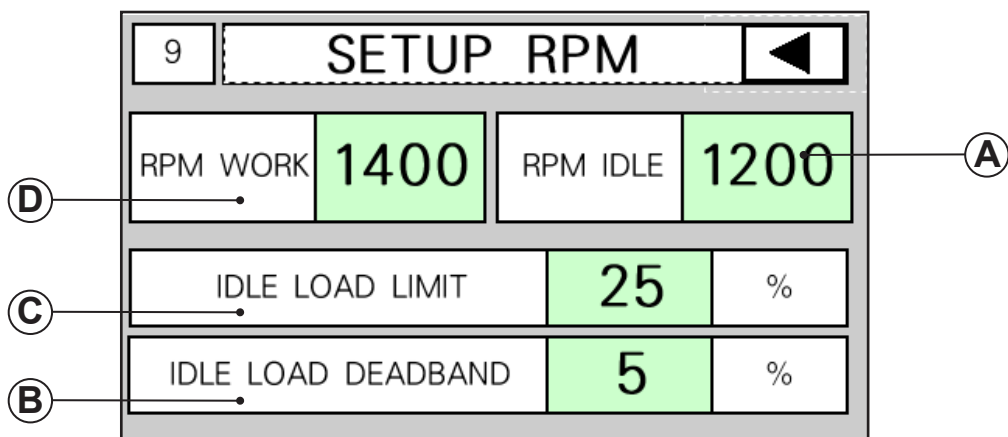 9 SETUP RPM
RPM WORK 1400 RPM IDLE 1200
A
D
IDLE LOAD LIMIT 25 %
C
IDLE LOAD DEADBAND 5 %
B